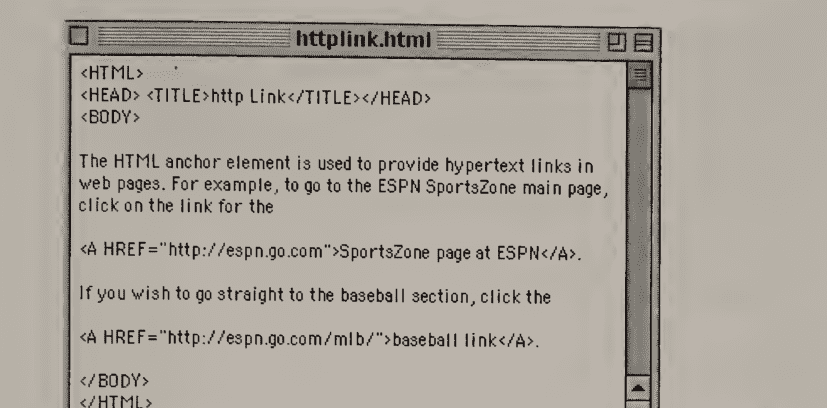 httplink.html
<HTML>
<HEAD> <TITLE>http Link</TITLE></HEAD>
<BODY>
The HTML anchor element is used to provide hypertext links in
web pages. For example, to go to the ESPN SportsZone main page,
click on the link for the
<A HREF="http://espn.go.com">SportsZone page at ESPN</A>.
If you wish to go straight to the baseball section, click the
<A HREF="http://espn.go.com/mlb/">baseball link</A>.
</BODY>
</HTML>